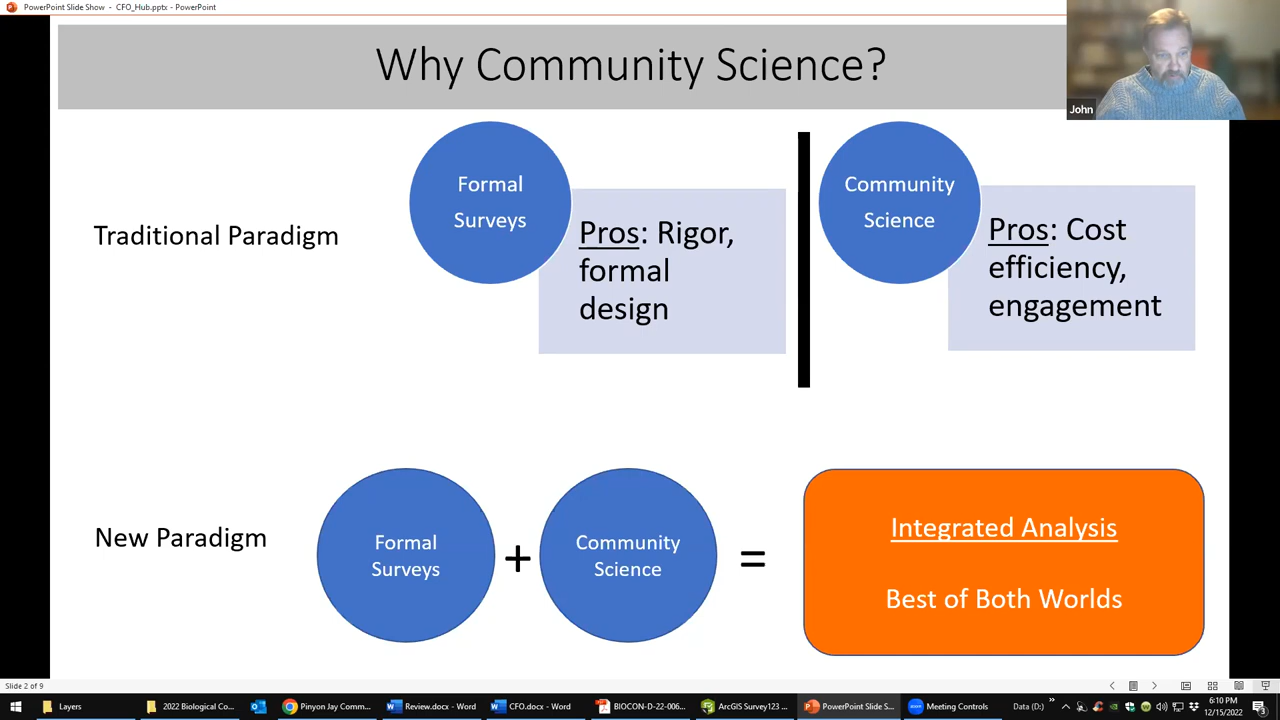 PowerPoint Slide Show - CFO_Hub.pptx - PowerPoint
Why Community Science?
John
Traditional Paradigm
Formal
Surveys
Pros: Rigor,
formal
design
Community
Science
Pros: Cost
efficiency,
engagement
New Paradigm
Formal
Surveys
+
Community
Science
=
Integrated Analysis
Best of Both Worlds
Slide 2 of 9
Layers
2022 Biological Co...
Pinyon Jay Comm...
Review.docx - Word
CFO.docx - Word
BIOCON-D-22-006...
ArcGIS Survey123 ...
PowerPoint Slide S...
Meeting Controls
Data (D:)
6:10 PM
12/15/2022
3